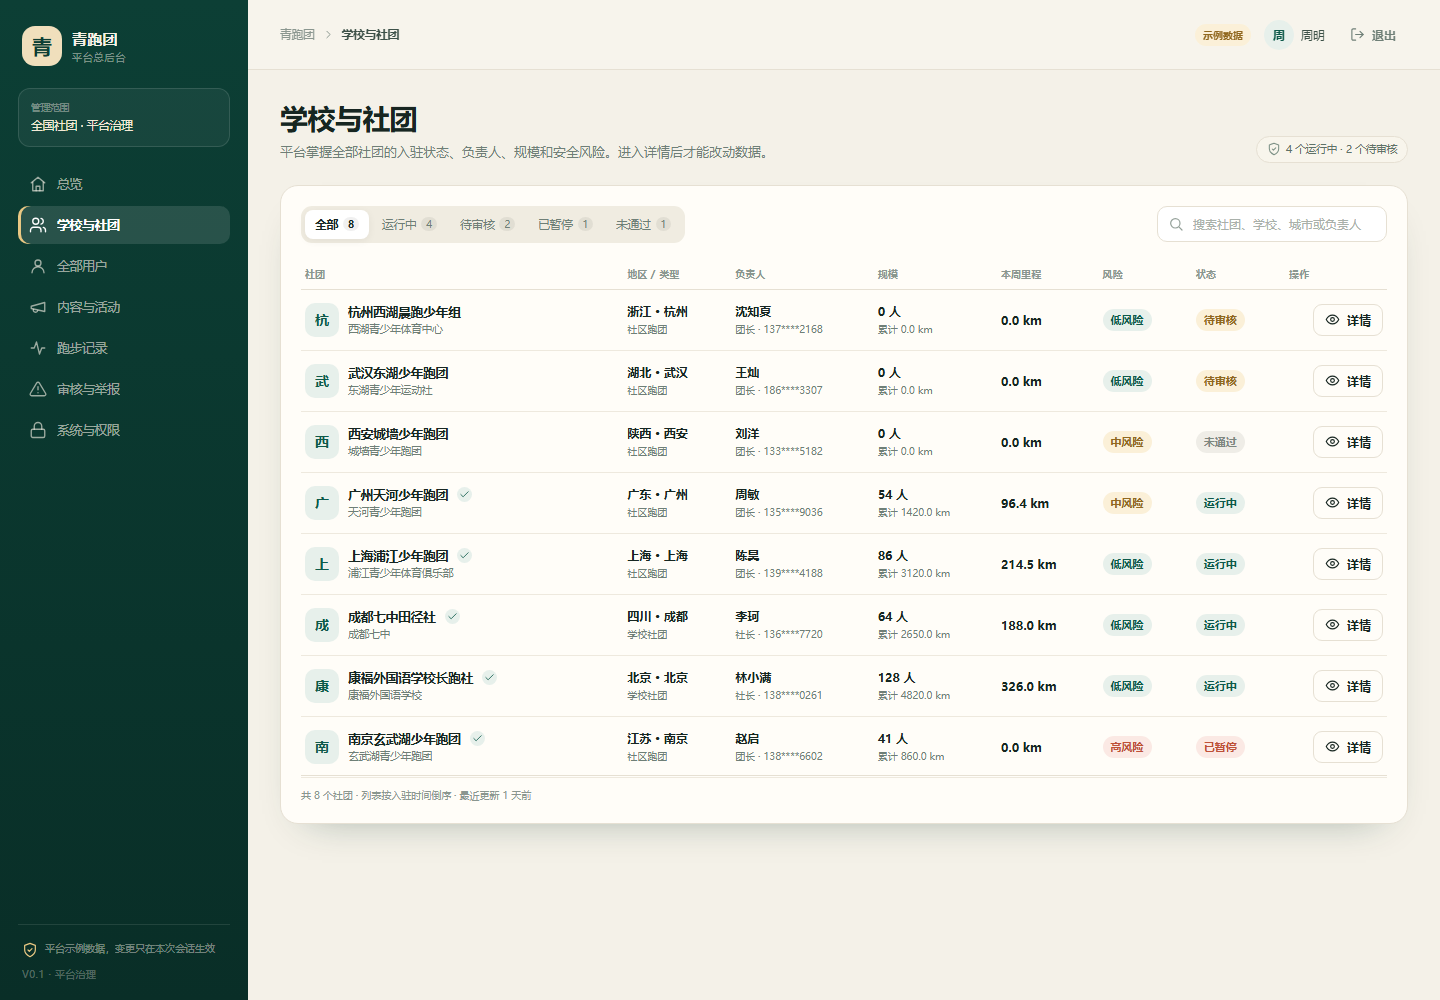 青
青跑团
平台总后台
管理范围
全国社团 · 平台治理
总览
学校与社团
全部用户
内容与活动
跑步记录
审核与举报
系统与权限
平台示例数据，变更只在本次会话生效
V0.1 · 平台治理
青跑团 > 学校与社团
示例数据 周 周明 退出
学校与社团
平台掌握全部社团的入驻状态、负责人、规模和安全风险。进入详情后才能改动数据。
4 个运行中 · 2 个待审核
全部 8 运行中 4 待审核 2 已暂停 1 未通过 1
搜索社团、学校、城市或负责人
社团 地区 / 类型 负责人 规模 本周里程 风险 状态 操作
杭 杭州西湖晨跑少年组 浙江 · 杭州 沈知夏 0 人 0.0 km 低风险 待审核 详情
西湖青少年体育中心 社区跑团 团长 · 137****2168 累计 0.0 km
武 武汉东湖少年跑团 湖北 · 武汉 王灿 0 人 0.0 km 低风险 待审核 详情
东湖青少年运动社 社区跑团 团长 · 186****3307 累计 0.0 km
西 西安城墙少年跑团 陕西 · 西安 刘洋 0 人 0.0 km 中风险 未通过 详情
城墙青少年跑团 社区跑团 团长 · 133****5182 累计 0.0 km
广 广州天河少年跑团 广东 · 广州 周敏 54 人 96.4 km 中风险 运行中 详情
天河青少年跑团 社区跑团 团长 · 135****9036 累计 1420.0 km
上 上海浦江少年跑团 上海 · 上海 陈昊 86 人 214.5 km 低风险 运行中 详情
浦江青少年体育俱乐部 社区跑团 团长 · 139****4188 累计 3120.0 km
成 成都七中田径社 四川 · 成都 李珂 64 人 188.0 km 低风险 运行中 详情
成都七中 学校社团 社长 · 136****7720 累计 2650.0 km
康 康福外国语学校长跑社 北京 · 北京 林小满 128 人 326.0 km 低风险 运行中 详情
康福外国语学校 学校社团 社长 · 138****0261 累计 4820.0 km
南 南京玄武湖少年跑团 江苏 · 南京 赵启 41 人 0.0 km 高风险 已暂停 详情
玄武湖青少年跑团 社区跑团 团长 · 138****6602 累计 860.0 km
共 8 个社团 · 列表按入驻时间倒序 · 最近更新 1 天前